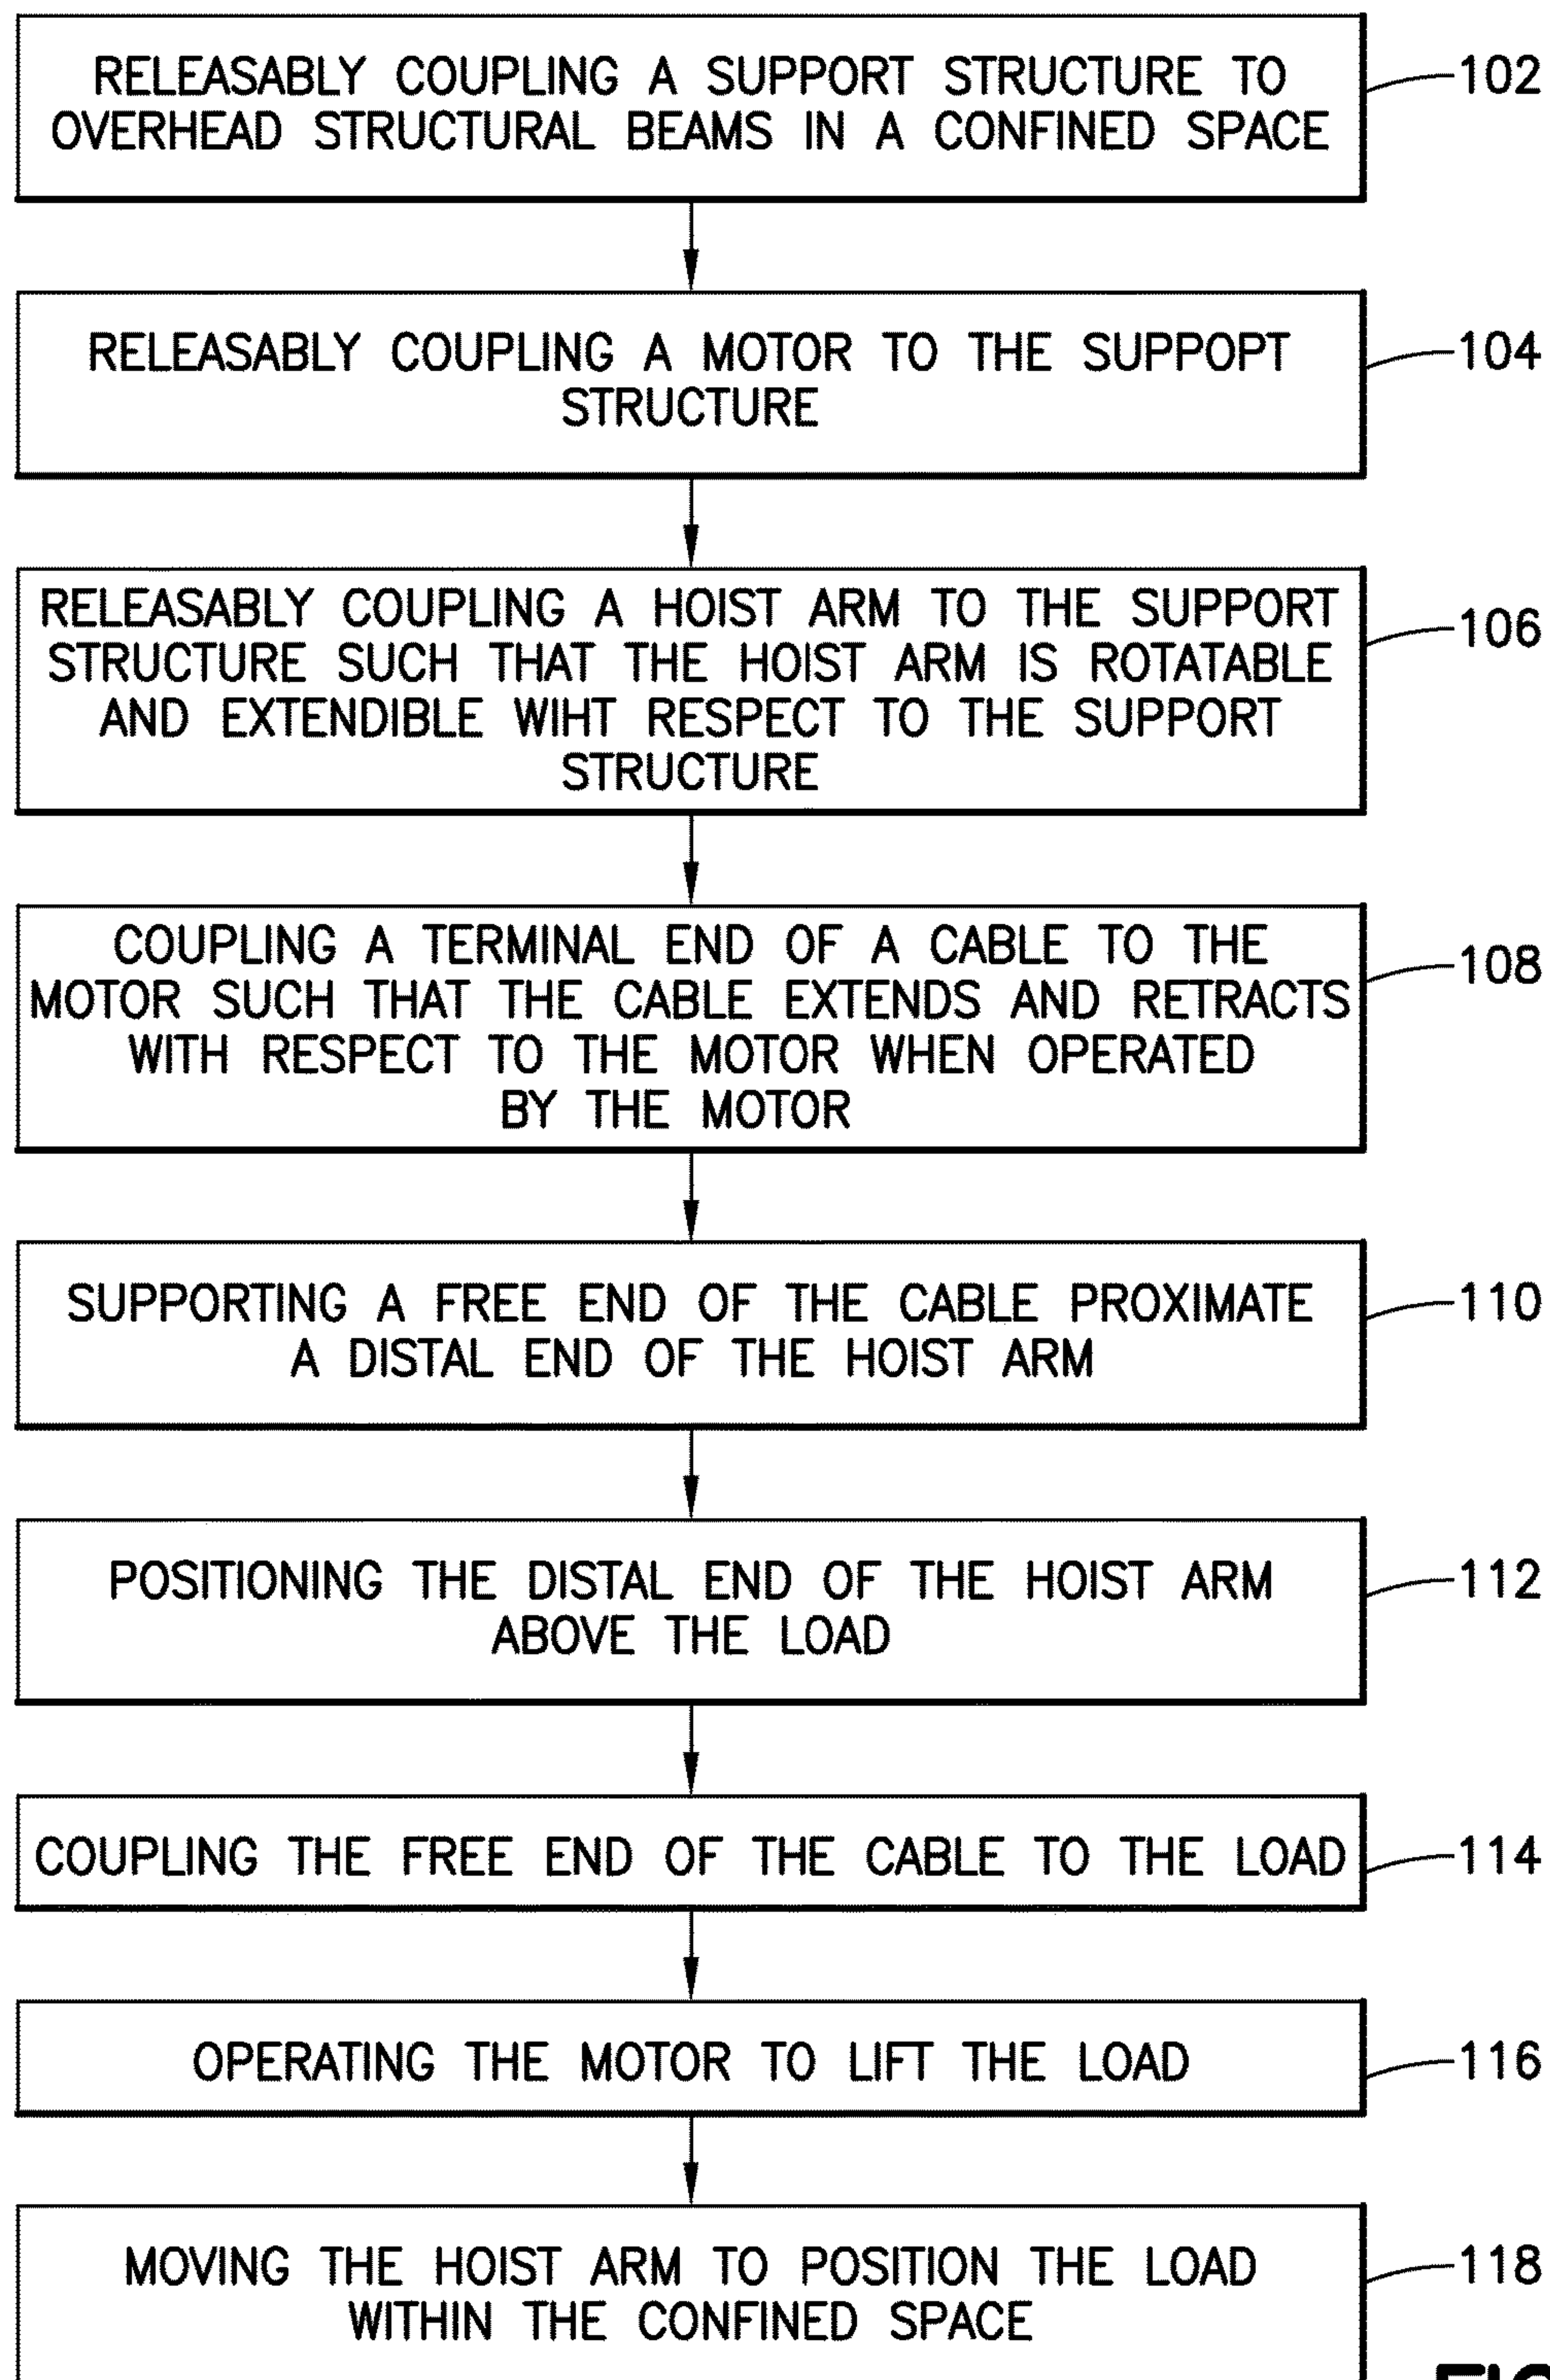 RELEASABLY COUPLING A SUPPORT STRUCTURE TO
OVERHEAD STRUCTURAL BEAMS IN A CONFINED SPACE
102
RELEASABLY COUPLING A MOTOR TO THE SUPPOPT
STRUCTURE
104
RELEASABLY COUPLING A HOIST ARM TO THE SUPPORT
STRUCTURE SUCH THAT THE HOIST ARM IS ROTATABLE
AND EXTENDIBLE WIHT RESPECT TO THE SUPPORT
STRUCTURE
106
COUPLING A TERMINAL END OF A CABLE TO THE
MOTOR SUCH THAT THE CABLE EXTENDS AND RETRACTS
WITH RESPECT TO THE MOTOR WHEN OPERATED
BY THE MOTOR
108
SUPPORTING A FREE END OF THE CABLE PROXIMATE
A DISTAL END OF THE HOIST ARM
110
POSITIONING THE DISTAL END OF THE HOIST ARM
ABOVE THE LOAD
112
COUPLING THE FREE END OF THE CABLE TO THE LOAD
114
OPERATING THE MOTOR TO LIFT THE LOAD
116
MOVING THE HOIST ARM TO POSITION THE LOAD
WITHIN THE CONFINED SPACE
118